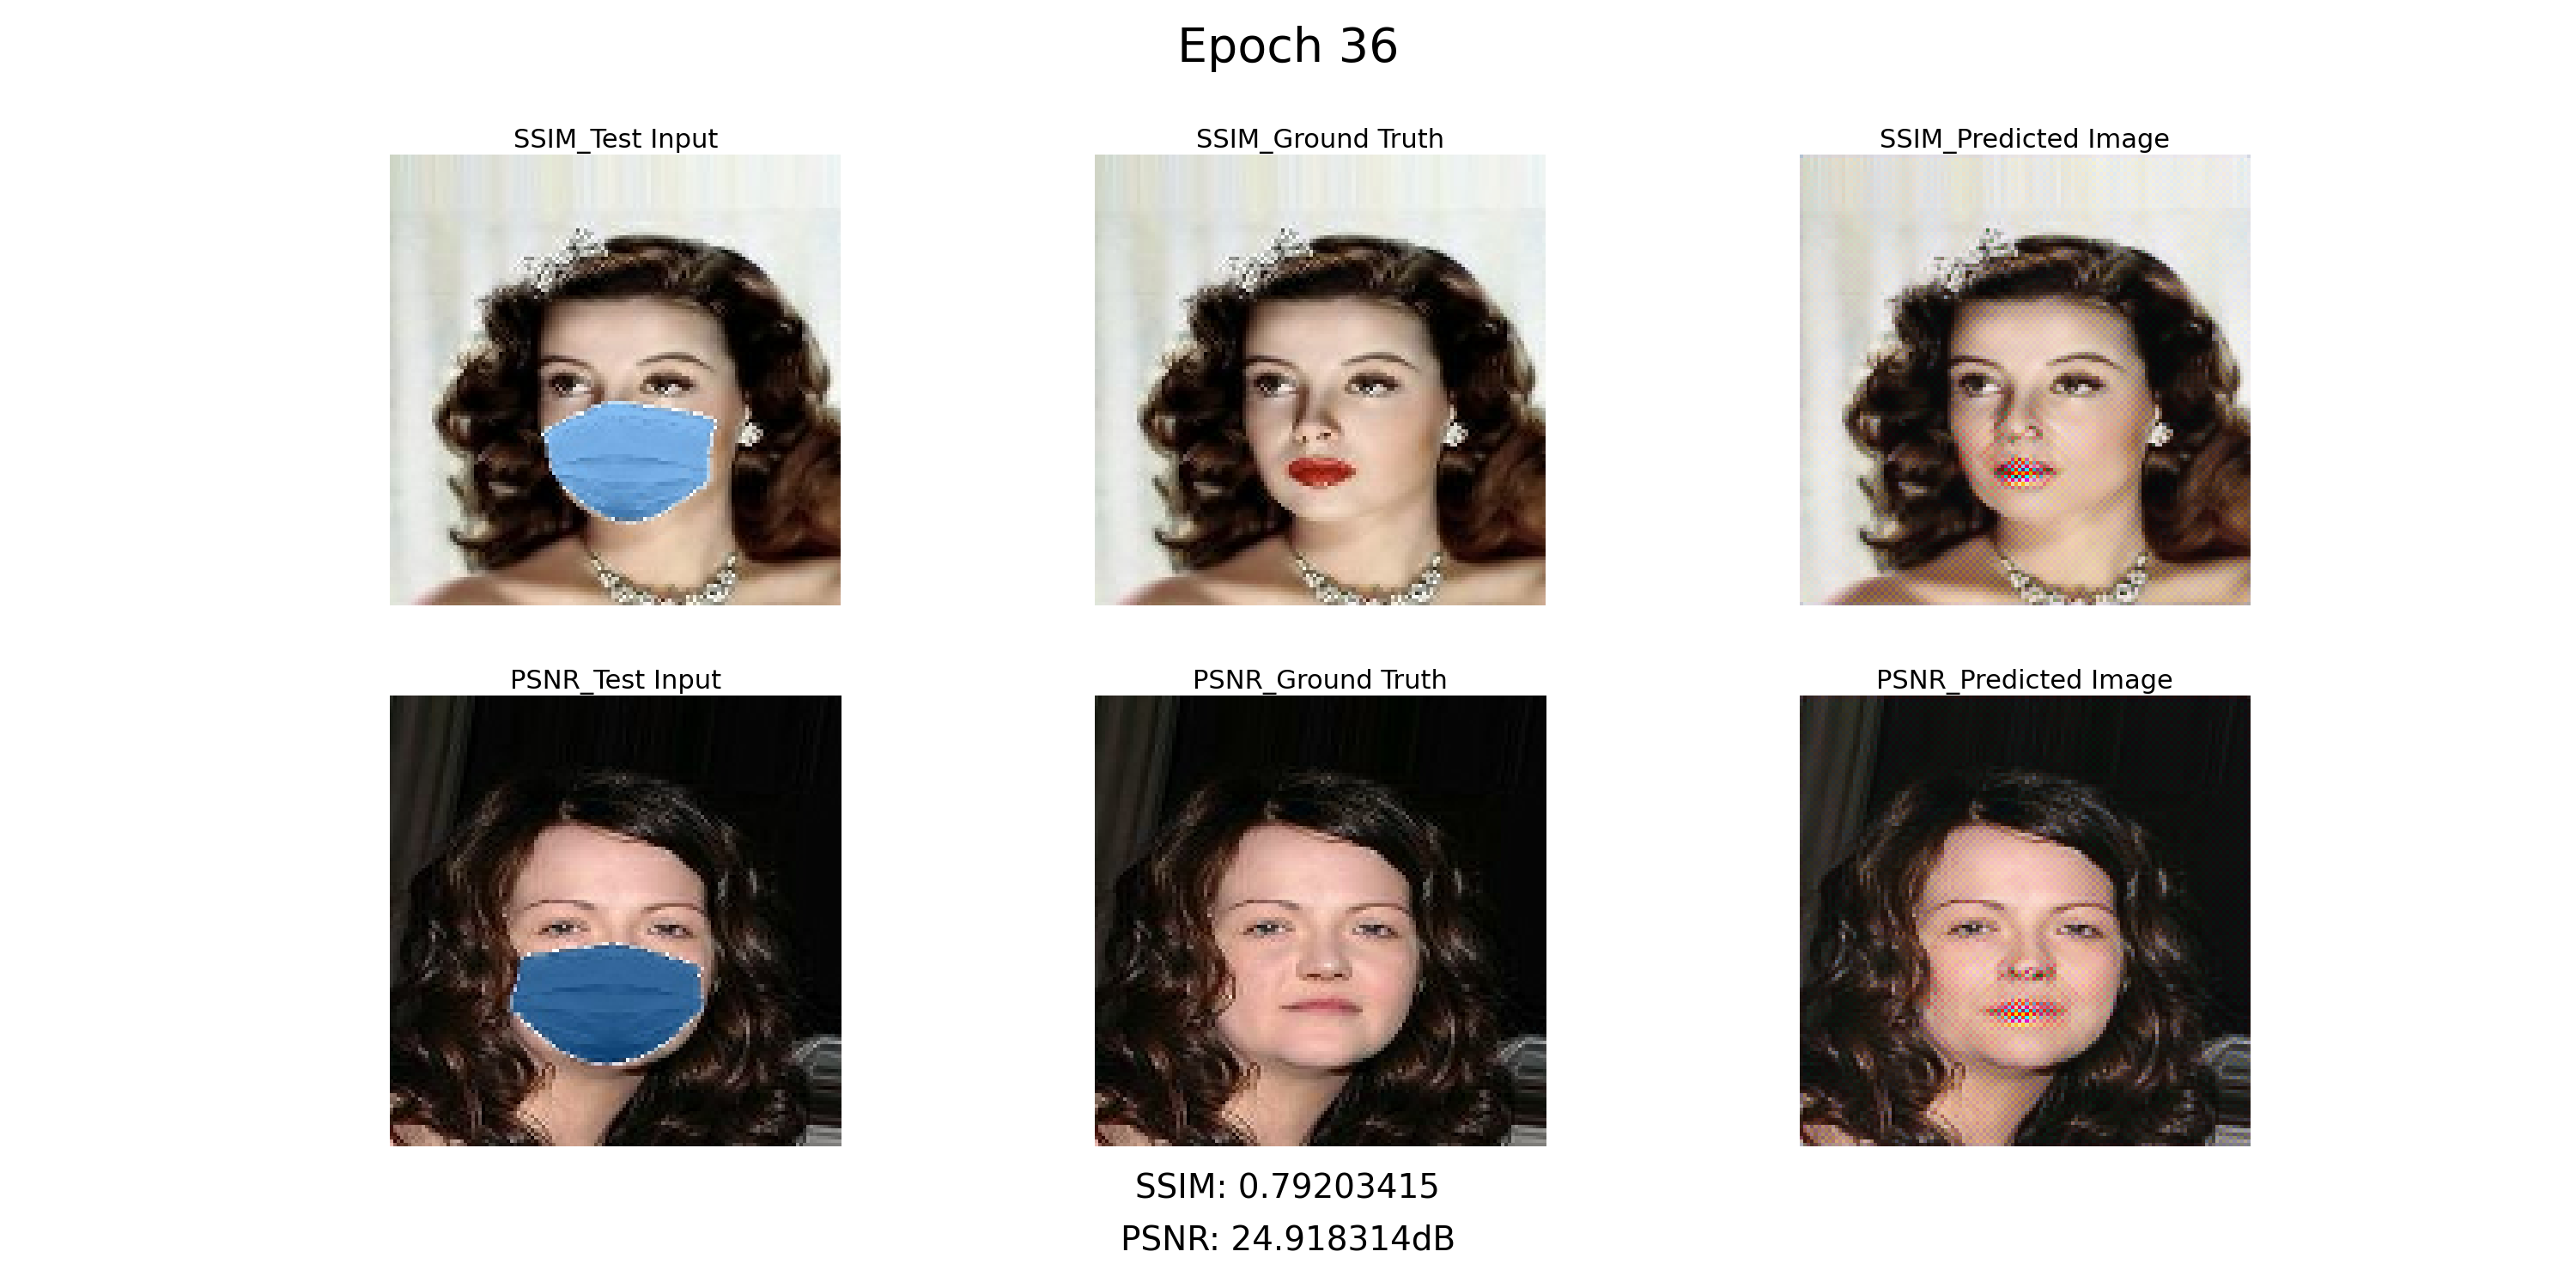 Epoch 36
SSIM_Test Input
SSIM_Ground Truth
SSIM_Predicted Image
PSNR_Test Input
PSNR_Ground Truth
PSNR_Predicted Image
SSIM: 0.79203415
PSNR: 24.918314dB